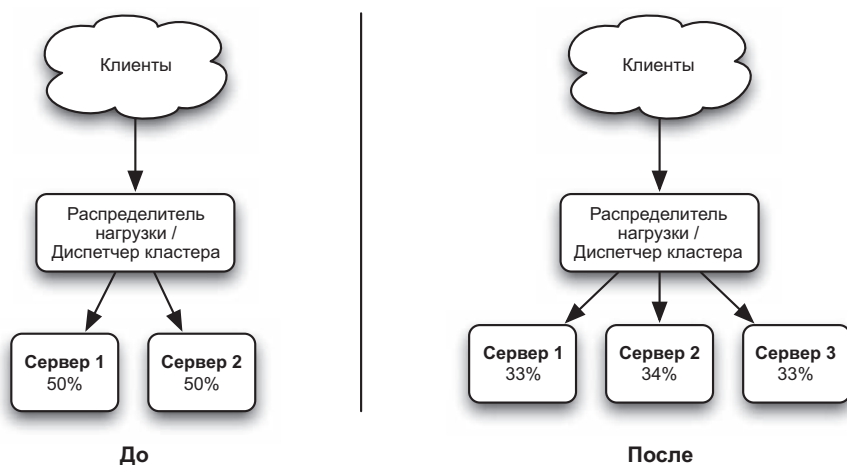 Клиенты
Распределитель
нагрузки /
Диспетчер кластера
Сервер 1
50%
Сервер 2
50%
До
Клиенты
Распределитель
нагрузки /
Диспетчер кластера
Сервер 1
33%
Сервер 2
34%
Сервер 3
33%
После